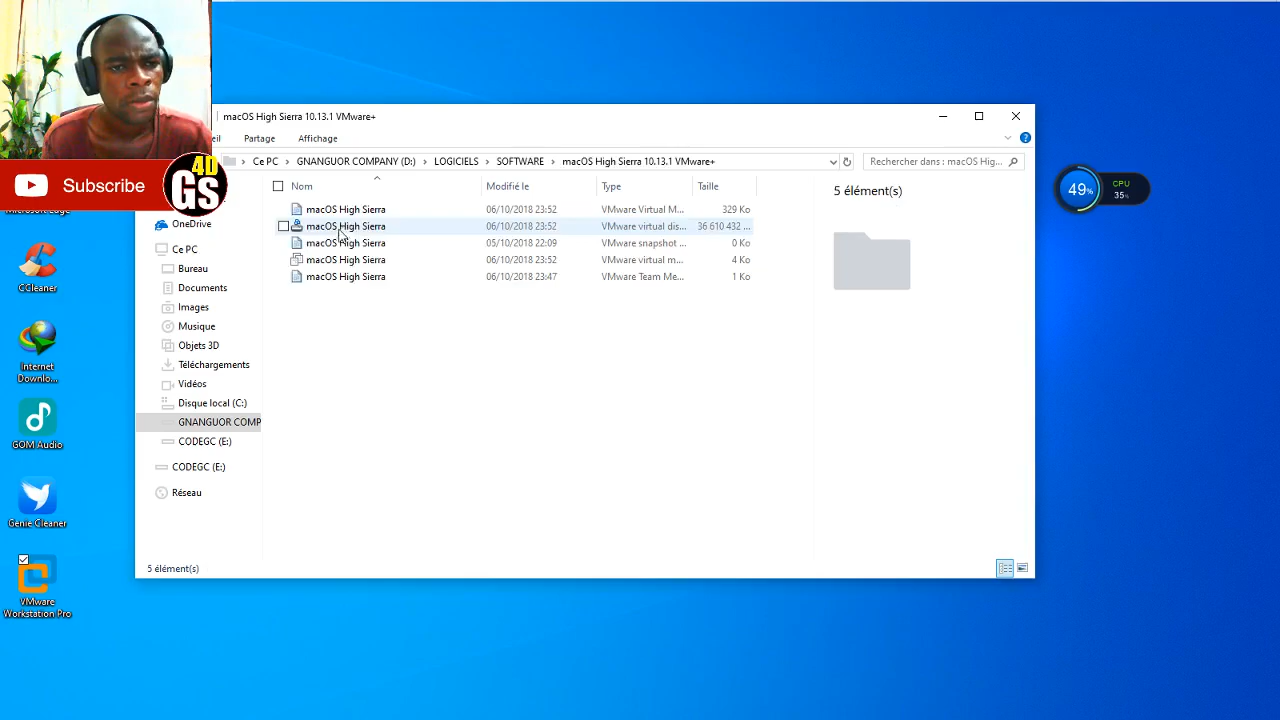 macOS High Sierra 10.13.1 VMware+
eil Partage Affichage
Ce PC GNANGUOR COMPANY (D:) LOGICIELS SOFTWARE macOS High Sierra 10.13.1 VMware+ Rechercher dans : macOS Hig...
Nom Modifié le Type Taille
macOS High Sierra 06/10/2018 23:52 VMware Virtual M... 329 Ko
macOS High Sierra 06/10/2018 23:52 VMware virtual dis... 36 610 432 ...
macOS High Sierra 05/10/2018 22:09 VMware snapshot ... 0 Ko
macOS High Sierra 06/10/2018 23:52 VMware virtual m... 4 Ko
macOS High Sierra 06/10/2018 23:47 VMware Team Me... 1 Ko
5 élément(s)
OneDrive
Ce PC
Bureau
Documents
Images
Musique
Objets 3D
Téléchargements
Vidéos
Disque local (C:)
GNANGUOR COMP
CODEGC (E:)
CODEGC (E:)
Réseau
5 élément(s)
Subscribe
4D
GS
49%
CPU
35%
Microsoft Edge
CCleaner
Internet
Downlo...
GOM Audio
Genie Cleaner
VMware
Workstation Pro